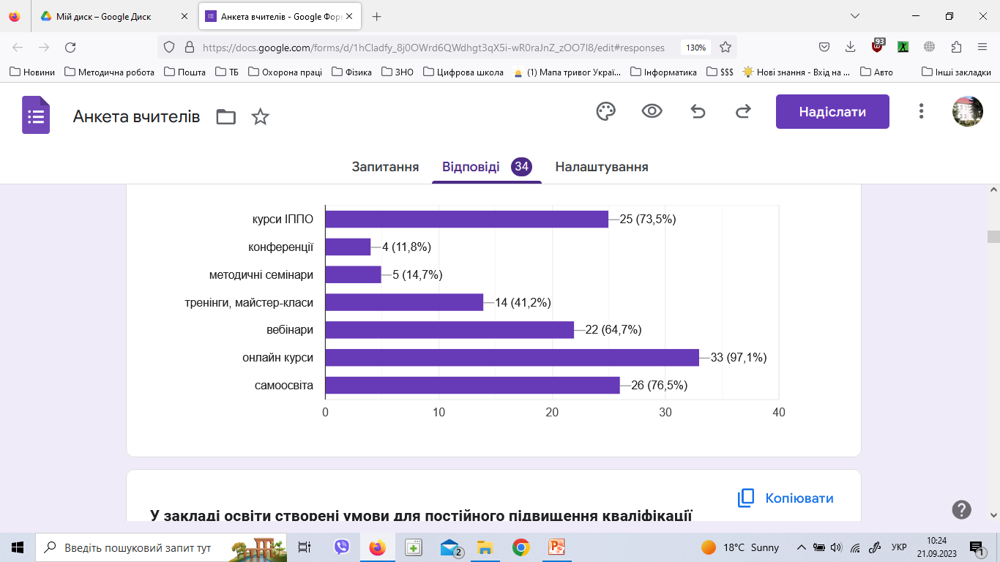 Мій диск – Google Диск
Анкета вчителів - Google Фор
https://docs.google.com/forms/d/1hCladfy_8j0OWrd6QWdhgt3qX5i-wR0raJnZ_zOO7I8/edit#responses
130%
93
Новини
Методична робота
Пошта
ТБ
Охорона праці
Фізика
ЗНО
Цифрова школа
(1) Мапа тривог Украї...
Інформатика
$$$
Нові знання - Вхід на ...
Авто
Інші закладки
Анкета вчителів
Надіслати
Запитання
Відповіді 34
Налаштування
курси ІППО 25 (73,5%)
конференції 4 (11,8%)
методичні семінари 5 (14,7%)
тренінги, майстер-класи 14 (41,2%)
вебінари 22 (64,7%)
онлайн курси 33 (97,1%)
самоосвіта 26 (76,5%)
0 10 20 30 40
Копіювати
У закладі освіти створені умови для постійного підвищення кваліфікації
Введіть пошуковий запит тут
2
18°C Sunny
УКР
10:24
21.09.2023
1